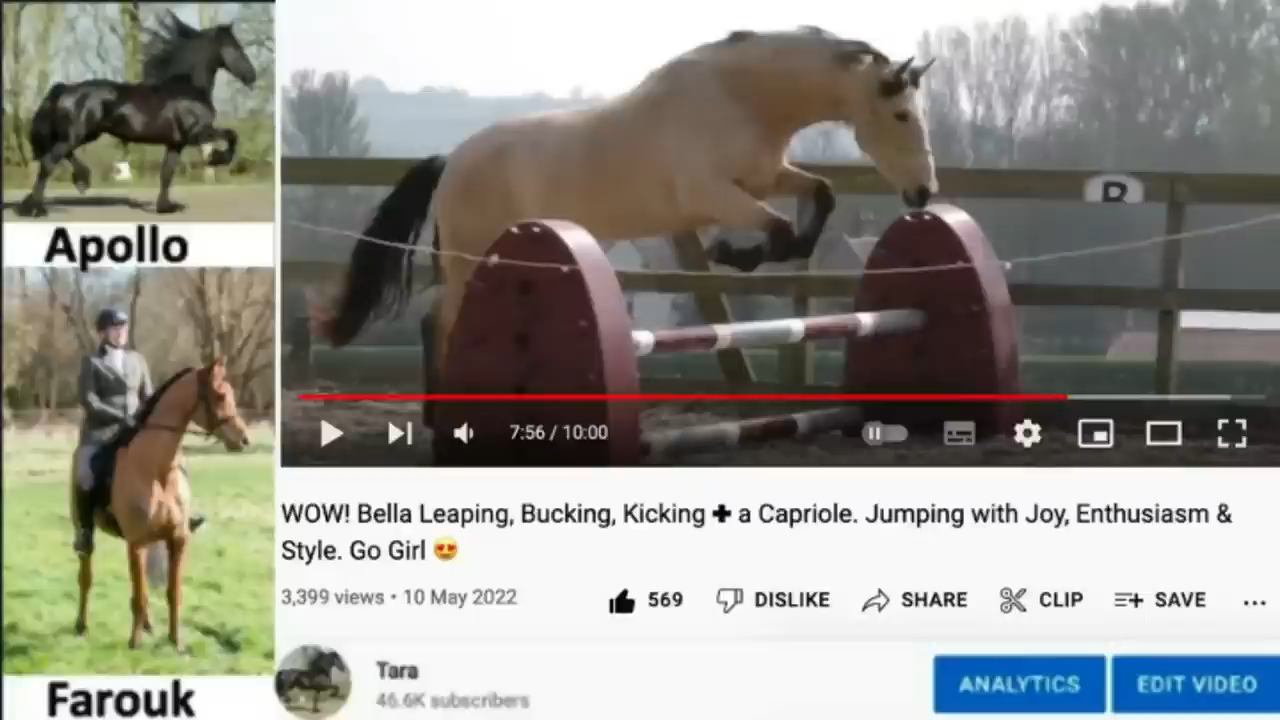 Apollo
Farouk
R
7:56 / 10:00
WOW! Bella Leaping, Bucking, Kicking ✚ a Capriole. Jumping with Joy, Enthusiasm &
Style. Go Girl 😍
3,399 views • 10 May 2022
569 DISLIKE SHARE CLIP SAVE ...
Tara
46.6K subscribers
ANALYTICS
EDIT VIDEO